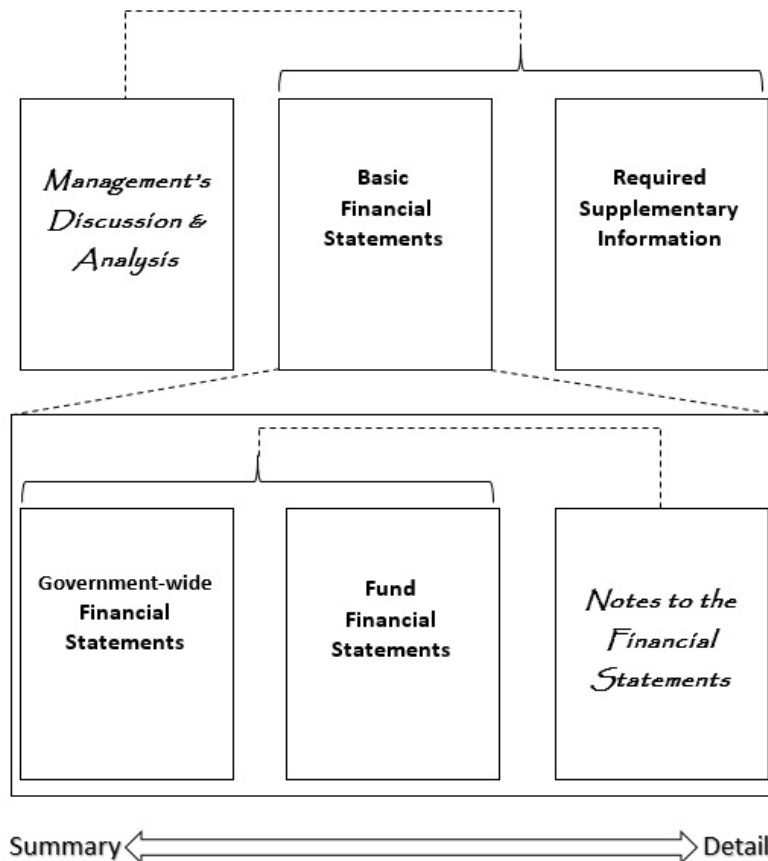 Management's
Discussion &
Analysis
Basic
Financial
Statements
Required
Supplementary
Information
Government-wide
Financial
Statements
Fund
Financial
Statements
Notes to the
Financial
Statements
Summary
Detail